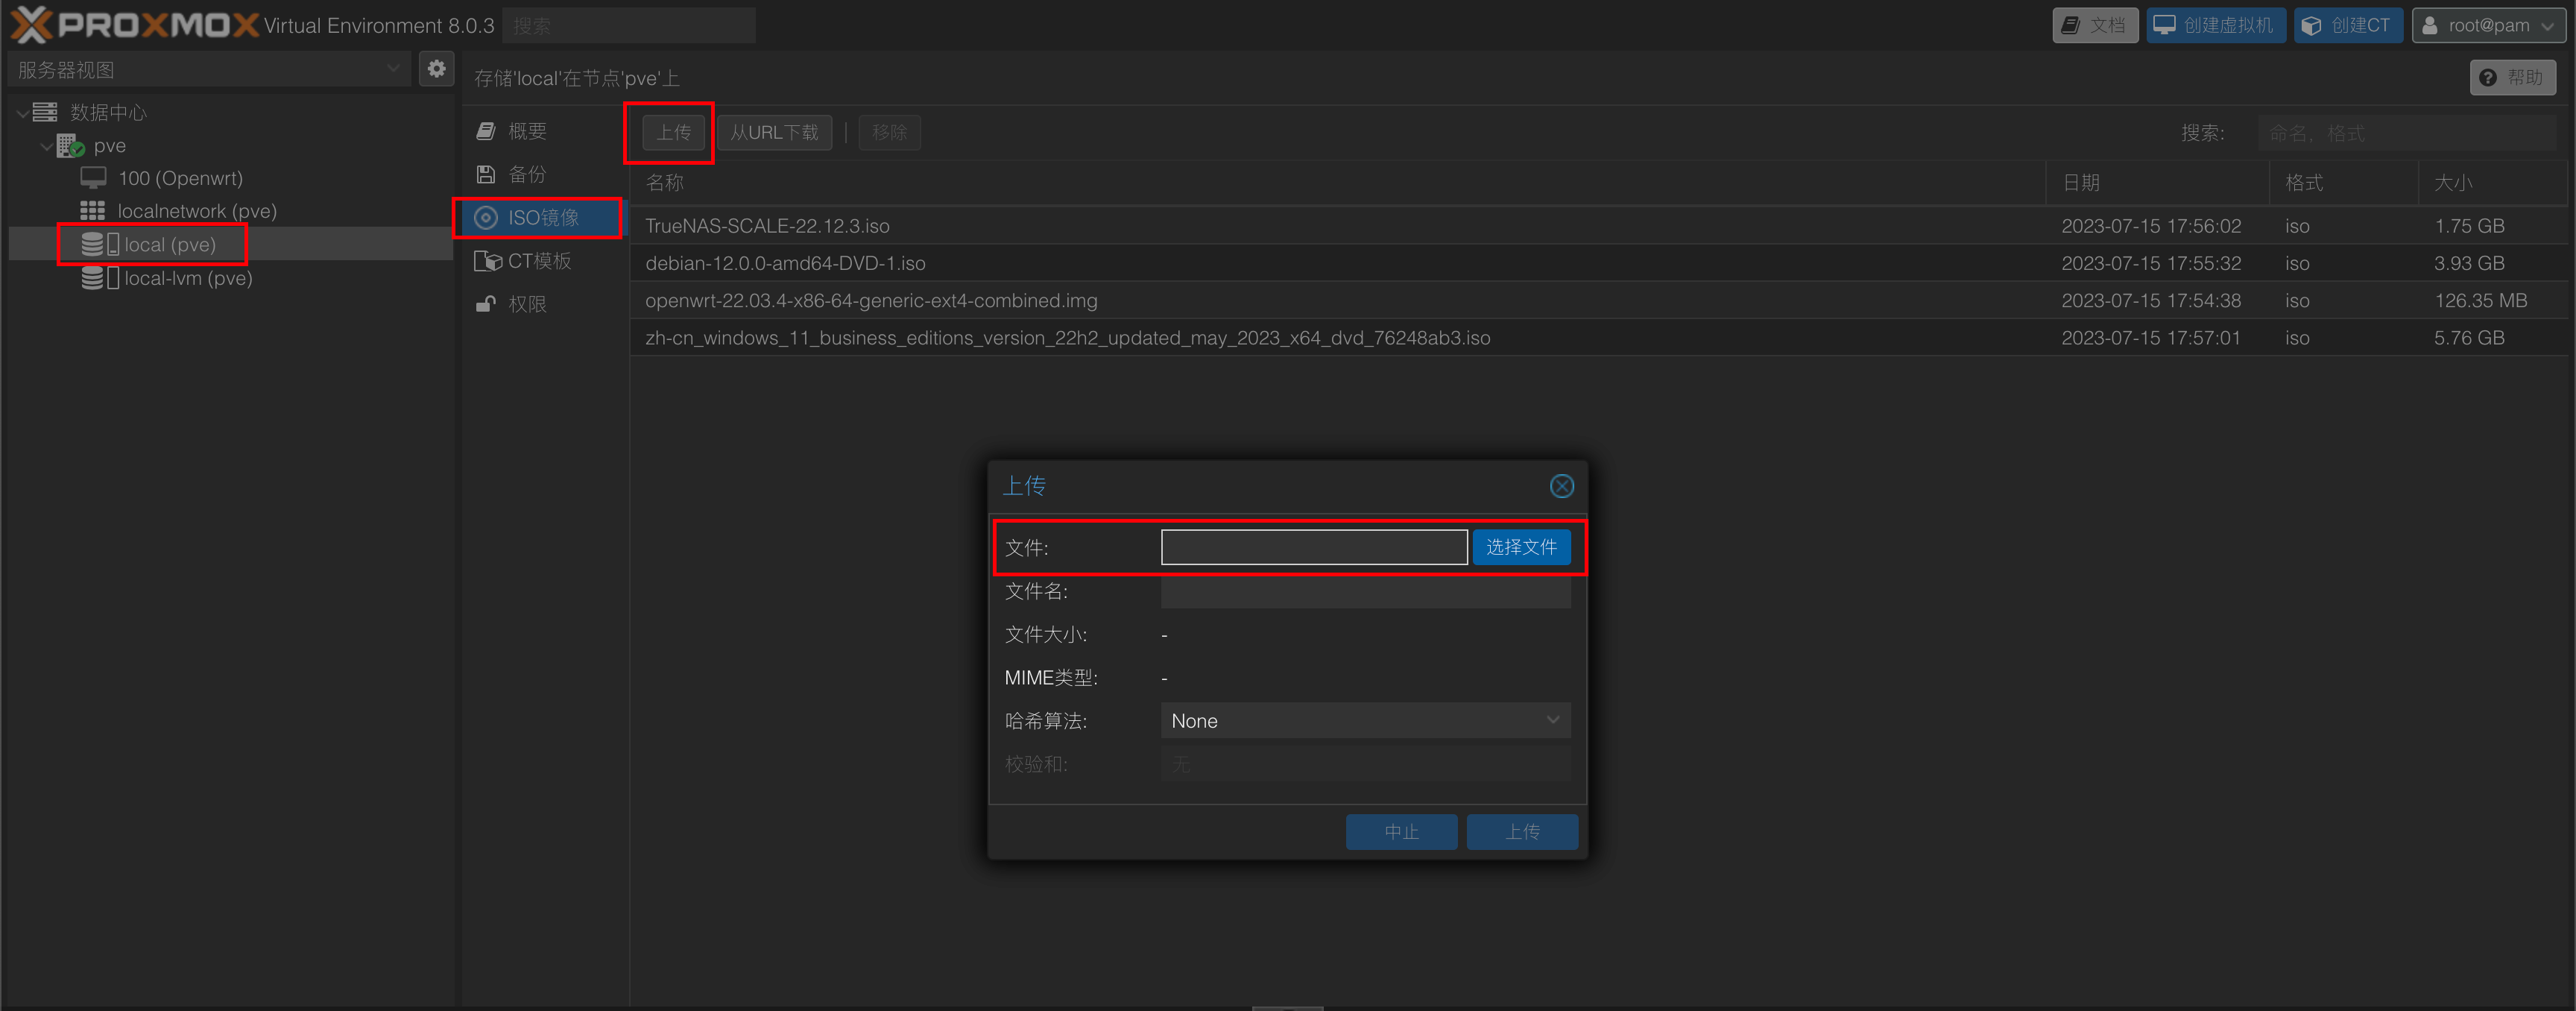 PROXMOX Virtual Environment 8.0.3 搜索 文档 创建虚拟机 创建CT root@pam
服务器视图
存储'local'在节点'pve'上 帮助
数据中心
pve
100 (Openwrt)
localnetwork (pve)
local (pve)
local-lvm (pve)
概要
备份
ISO镜像
CT模板
权限
上传 从URL下载 移除 搜索: 命名, 格式
名称 日期 格式 大小
TrueNAS-SCALE-22.12.3.iso 2023-07-15 17:56:02 iso 1.75 GB
debian-12.0.0-amd64-DVD-1.iso 2023-07-15 17:55:32 iso 3.93 GB
openwrt-22.03.4-x86-64-generic-ext4-combined.img 2023-07-15 17:54:38 iso 126.35 MB
zh-cn_windows_11_business_editions_version_22h2_updated_may_2023_x64_dvd_76248ab3.iso 2023-07-15 17:57:01 iso 5.76 GB
上传
文件: 选择文件
文件名:
文件大小: -
MIME类型: -
哈希算法: None
校验和: 无
中止 上传